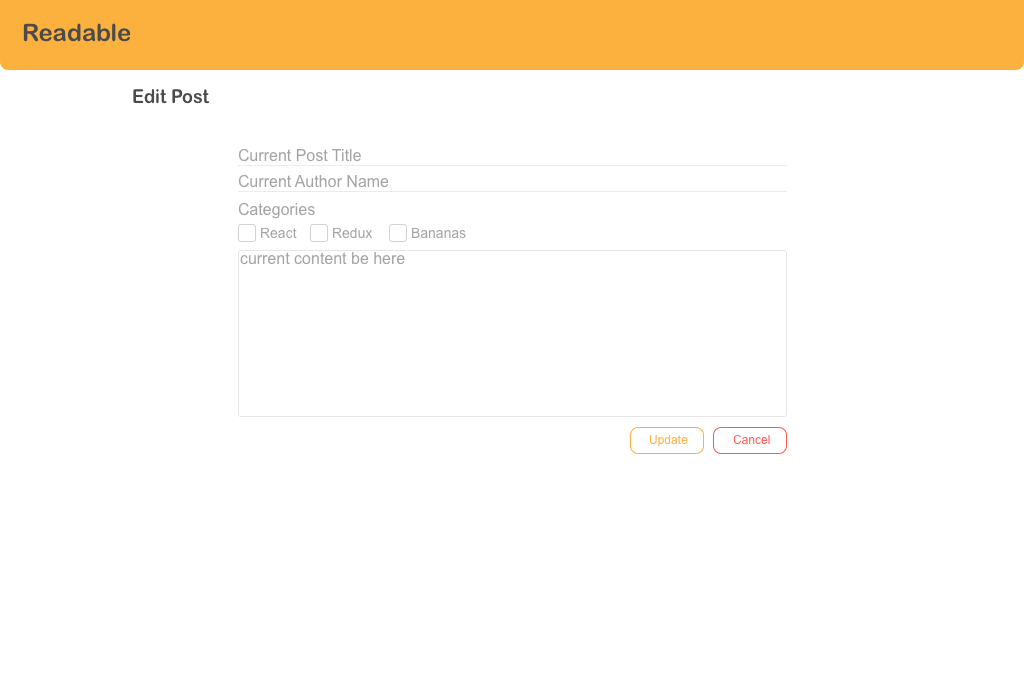 Readable
Edit Post
Current Post Title
Current Author Name
Categories
React Redux Bananas
current content be here
Update Cancel